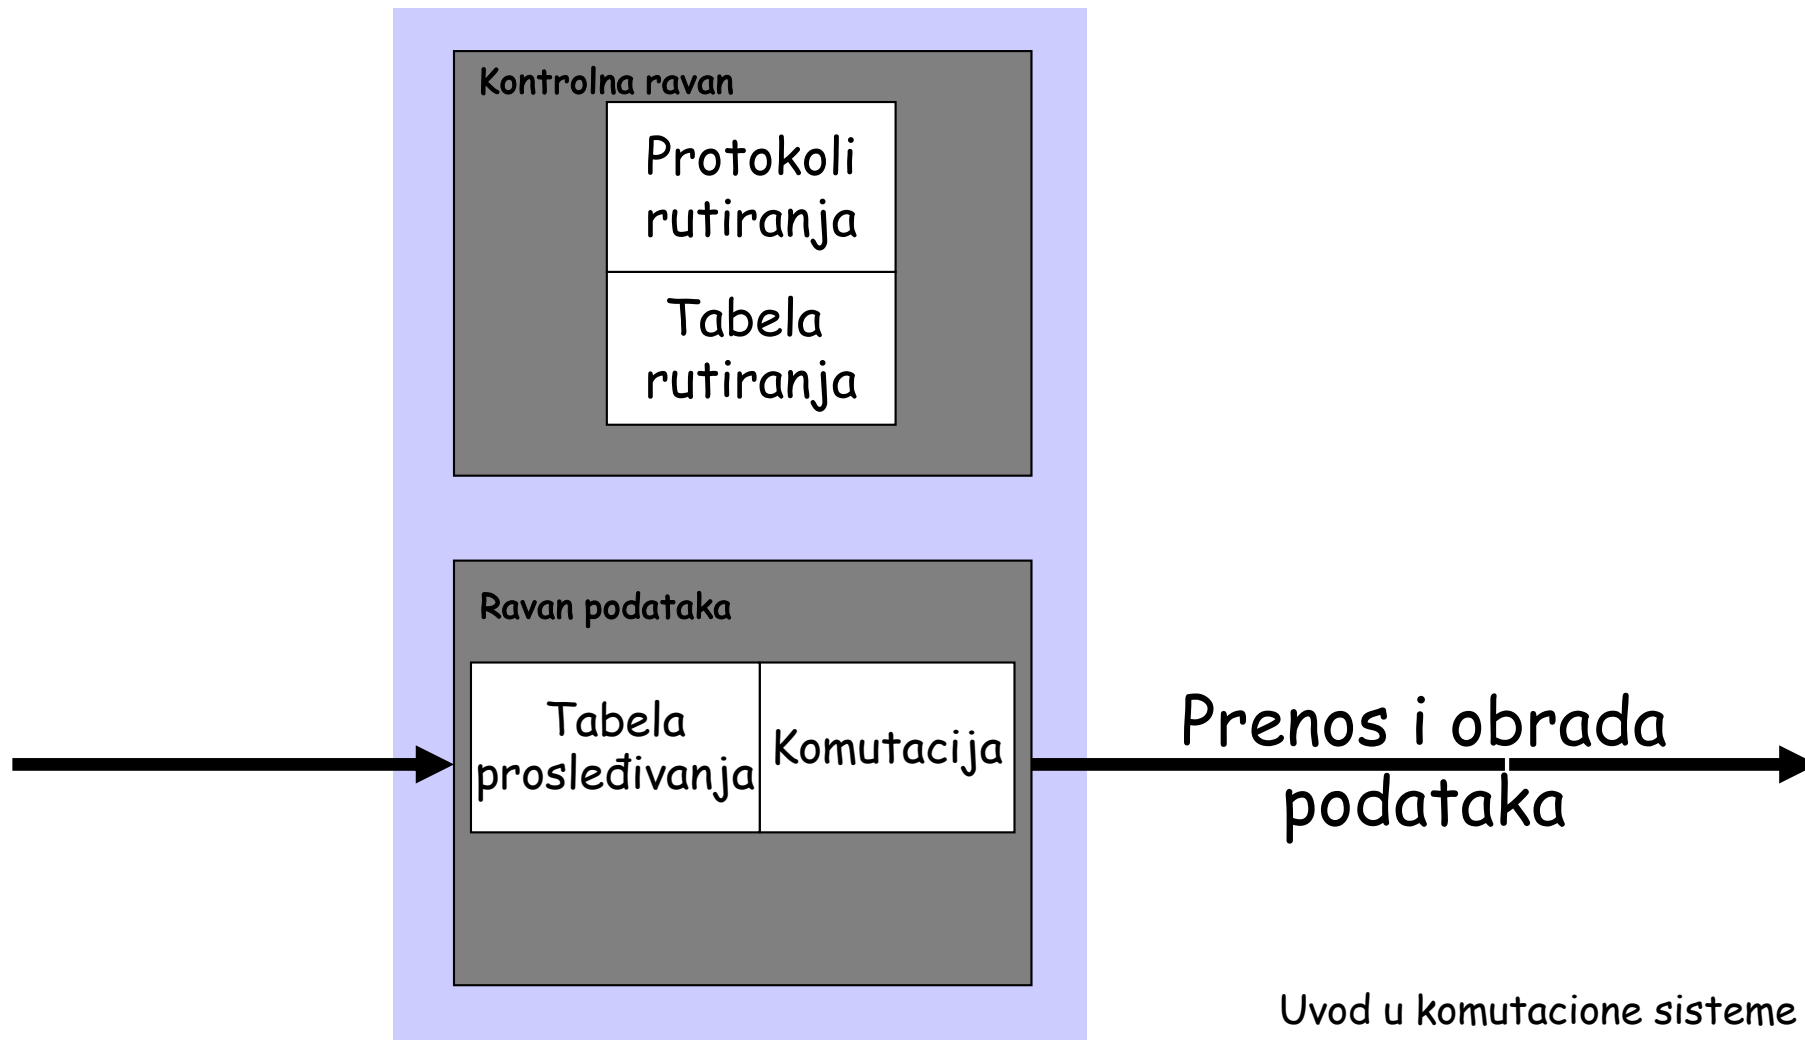 Kontrolna ravan
Protokoli
rutiranja
Tabela
rutiranja
Ravan podataka
Tabela
prosleđivanja
Komutacija
Prenos i obrada
podataka
Uvod u komutacione sisteme